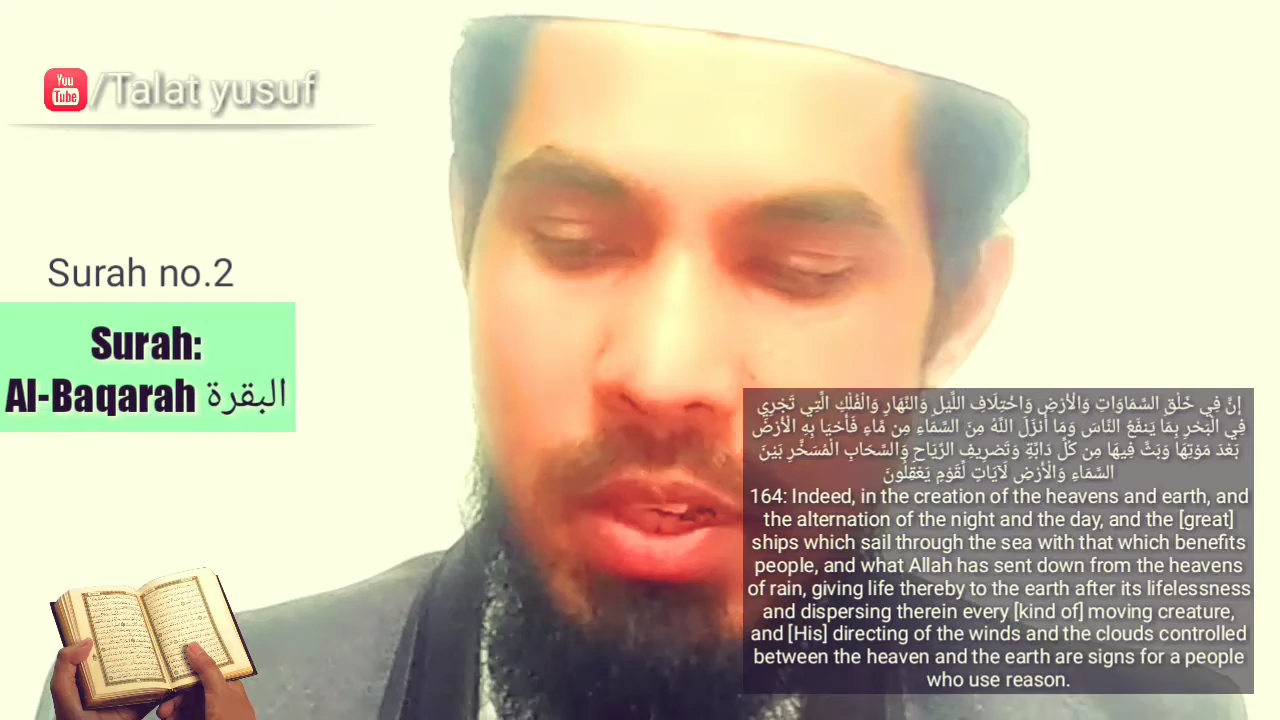 You
Tube
/Talat yusuf
Surah no.2
Surah:
Al-Baqarah البقرة
إِنَّ فِي خَلْقِ السَّمَاوَاتِ وَالْأَرْضِ وَاخْتِلَافِ اللَّيْلِ وَالنَّهَارِ وَالْفُلْكِ الَّتِي تَجْرِي
فِي الْبَحْرِ بِمَا يَنفَعُ النَّاسَ وَمَا أَنزَلَ اللَّهُ مِنَ السَّمَاءِ مِن مَّاءٍ فَأَحْيَا بِهِ الْأَرْضَ
بَعْدَ مَوْتِهَا وَبَثَّ فِيهَا مِن كُلِّ دَابَّةٍ وَتَصْرِيفِ الرِّيَاحِ وَالسَّحَابِ الْمُسَخَّرِ بَيْنَ
السَّمَاءِ وَالْأَرْضِ لَآيَاتٍ لِّقَوْمٍ يَعْقِلُونَ
164: Indeed, in the creation of the heavens and earth, and
the alternation of the night and the day, and the [great]
ships which sail through the sea with that which benefits
people, and what Allah has sent down from the heavens
of rain, giving life thereby to the earth after its lifelessness
and dispersing therein every [kind of] moving creature,
and [His] directing of the winds and the clouds controlled
between the heaven and the earth are signs for a people
who use reason.